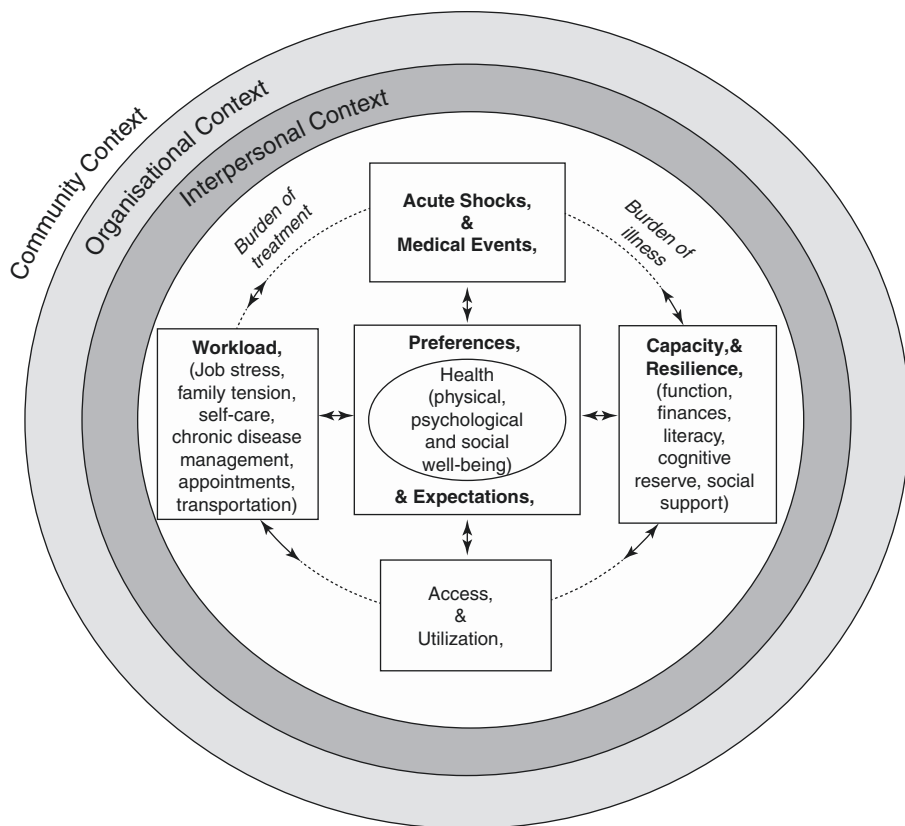 Community Context
Organisational Context
Interpersonal Context
Burden of
treatment
Acute Shocks,
&
Medical Events,
Burden of
illness
Workload,
(Job stress,
family tension,
self-care,
chronic disease
management,
appointments,
transportation)
Preferences,
Health
(physical,
psychological
and social
well-being)
& Expectations,
Capacity,&
Resilience,
(function,
finances,
literacy,
cognitive
reserve, social
support)
Access,
&
Utilization,